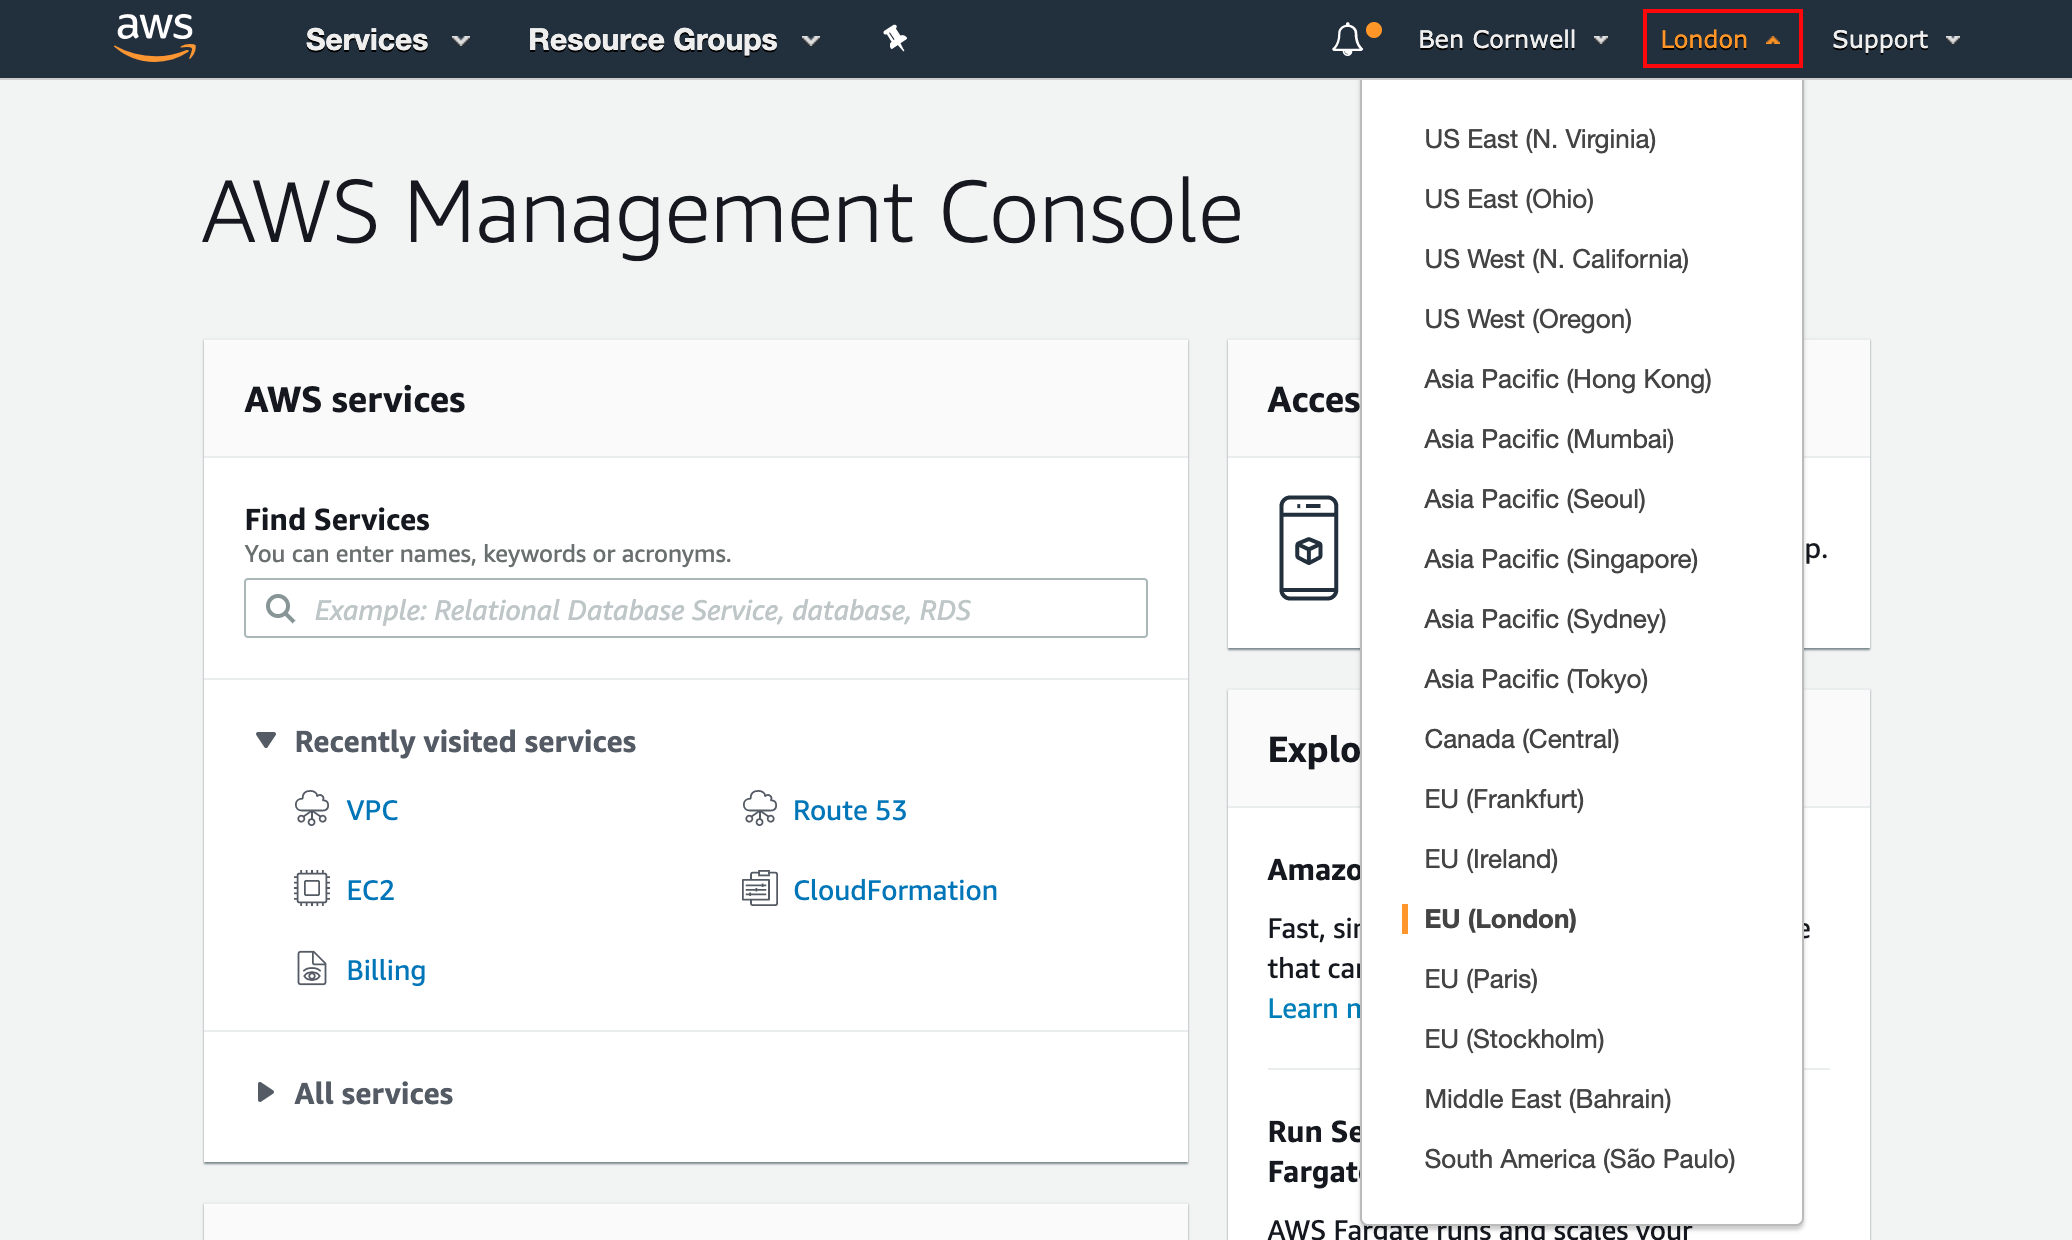 aws
Services
Resource Groups
Ben Cornwell
London
Support
AWS Management Console
AWS services
Find Services
You can enter names, keywords or acronyms.
Example: Relational Database Service, database, RDS
Recently visited services
VPC
Route 53
EC2
CloudFormation
Billing
All services
Acces
p.
Explo
Amazo
Fast, sin
e
that car
Learn m
Run Se
Fargate
AWS Fargate runs and scales your
US East (N. Virginia)
US East (Ohio)
US West (N. California)
US West (Oregon)
Asia Pacific (Hong Kong)
Asia Pacific (Mumbai)
Asia Pacific (Seoul)
Asia Pacific (Singapore)
Asia Pacific (Sydney)
Asia Pacific (Tokyo)
Canada (Central)
EU (Frankfurt)
EU (Ireland)
EU (London)
EU (Paris)
EU (Stockholm)
Middle East (Bahrain)
South America (São Paulo)